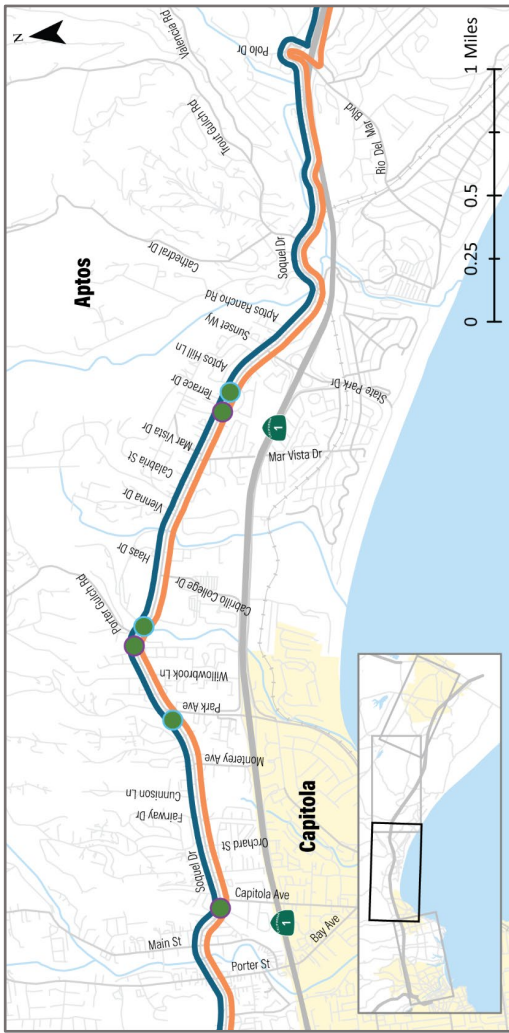 N
Valencia Rd
Trout Gulch Rd
Polo Dr
Rio Del Mar Blvd
Cathedral Dr
Soquel Dr
Aptos
Aptos Rancho Rd
Sunset Wy
Aptos Hill Ln
Terrace Dr
State Park Dr
Mar Vista Dr
1
Mar Vista Dr
Calabria St
Vienna Dr
Haas Dr
Cabrillo College Dr
Porter Gulch Rd
Willowbrook Ln
Park Ave
Monterey Ave
Cunnison Ln
Fairway Dr
Orchard St
Soquel Dr
Capitola
Capitola Ave
1
Bay Ave
Main St
Porter St
0 0.25 0.5 1 Miles